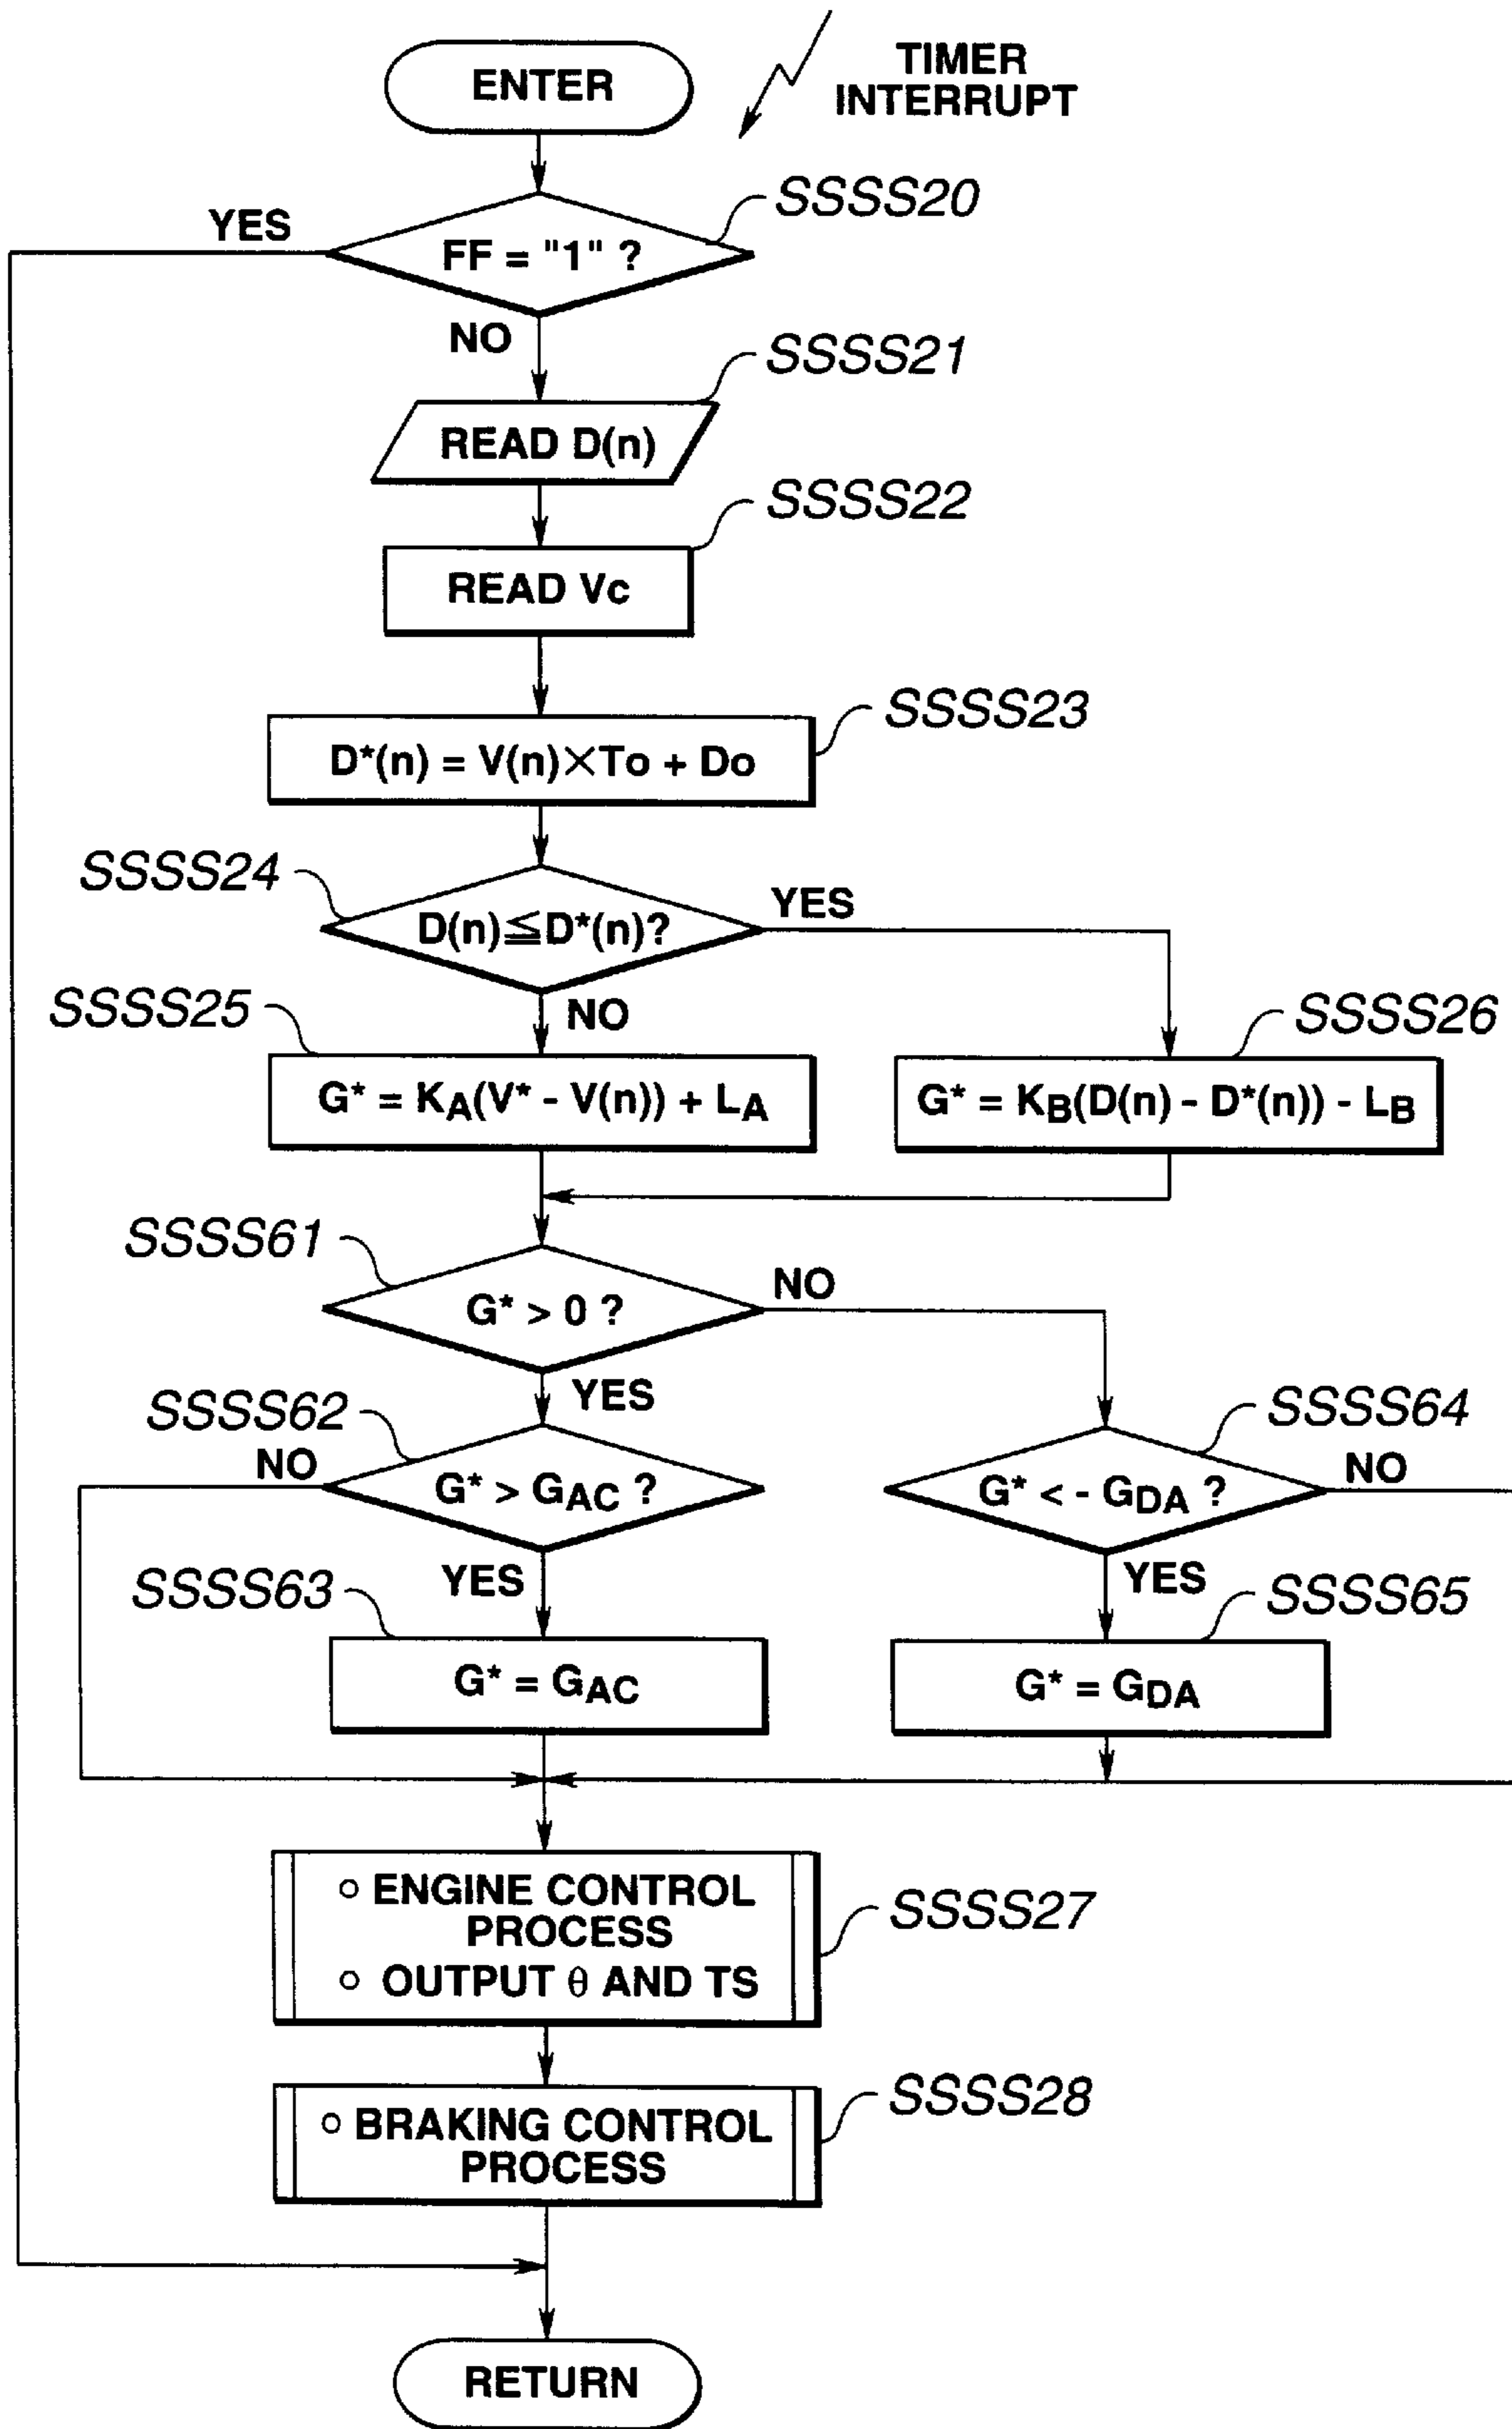 ENTER
TIMER
INTERRUPT
SSSS20
YES
FF = "1" ?
NO
SSSS21
READ D(n)
SSSS22
READ Vc
SSSS23
D*(n) = V(n)×To + Do
SSSS24
D(n)≦D*(n)?
YES
SSSS25
NO
SSSS26
G* = KA(V* - V(n)) + LA
G* = KB(D(n) - D*(n)) - LB
SSSS61
G* > 0 ?
NO
YES
SSSS62
SSSS64
NO
G* > GAC ?
G* < - GDA ?
NO
SSSS63
YES
YES
SSSS65
G* = GAC
G* = GDA
○ ENGINE CONTROL
PROCESS
○ OUTPUT θ AND TS
SSSS27
○ BRAKING CONTROL
PROCESS
SSSS28
RETURN